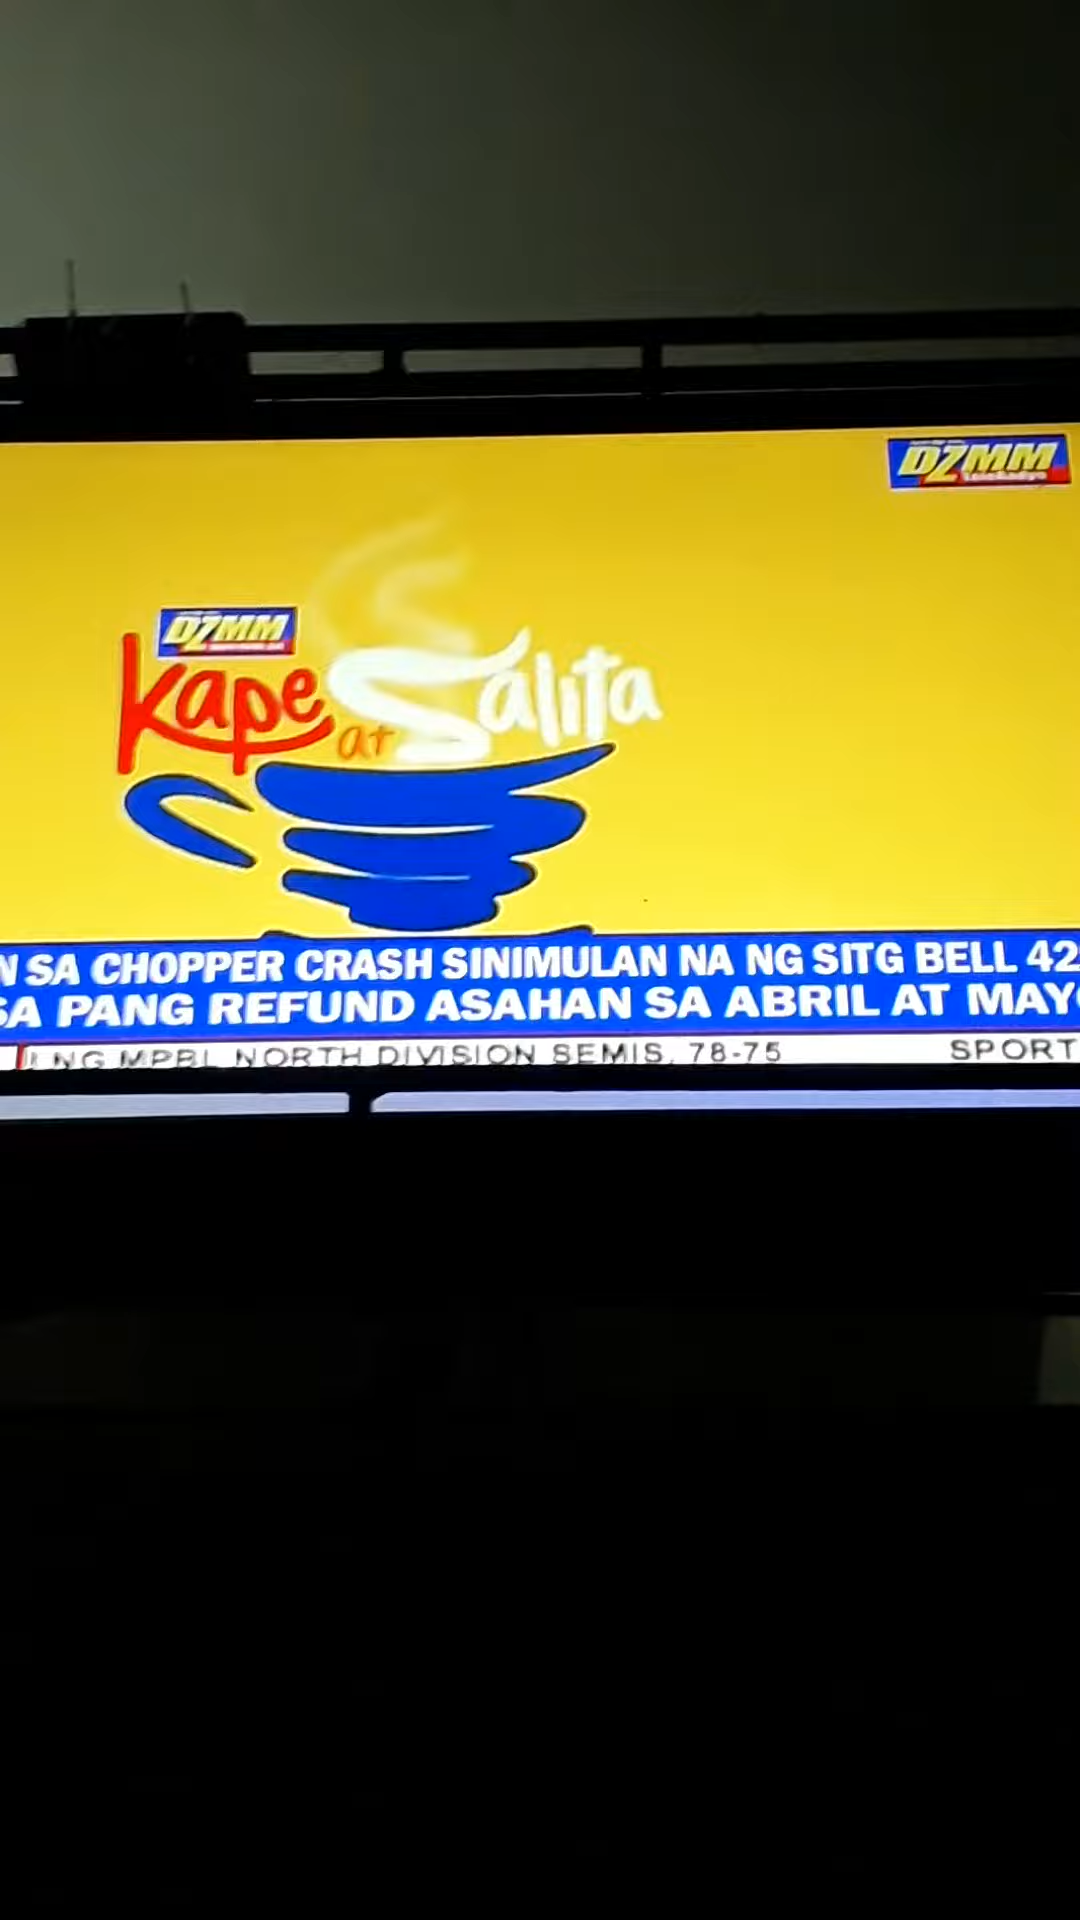 DZMM
TeleRadyo
DZMM
Kape at Salita
N SA CHOPPER CRASH SINIMULAN NA NG SITG BELL 42
SA PANG REFUND ASAHAN SA ABRIL AT MAYO
NG MPBL NORTH DIVISION SEMIS, 78-75 SPORT